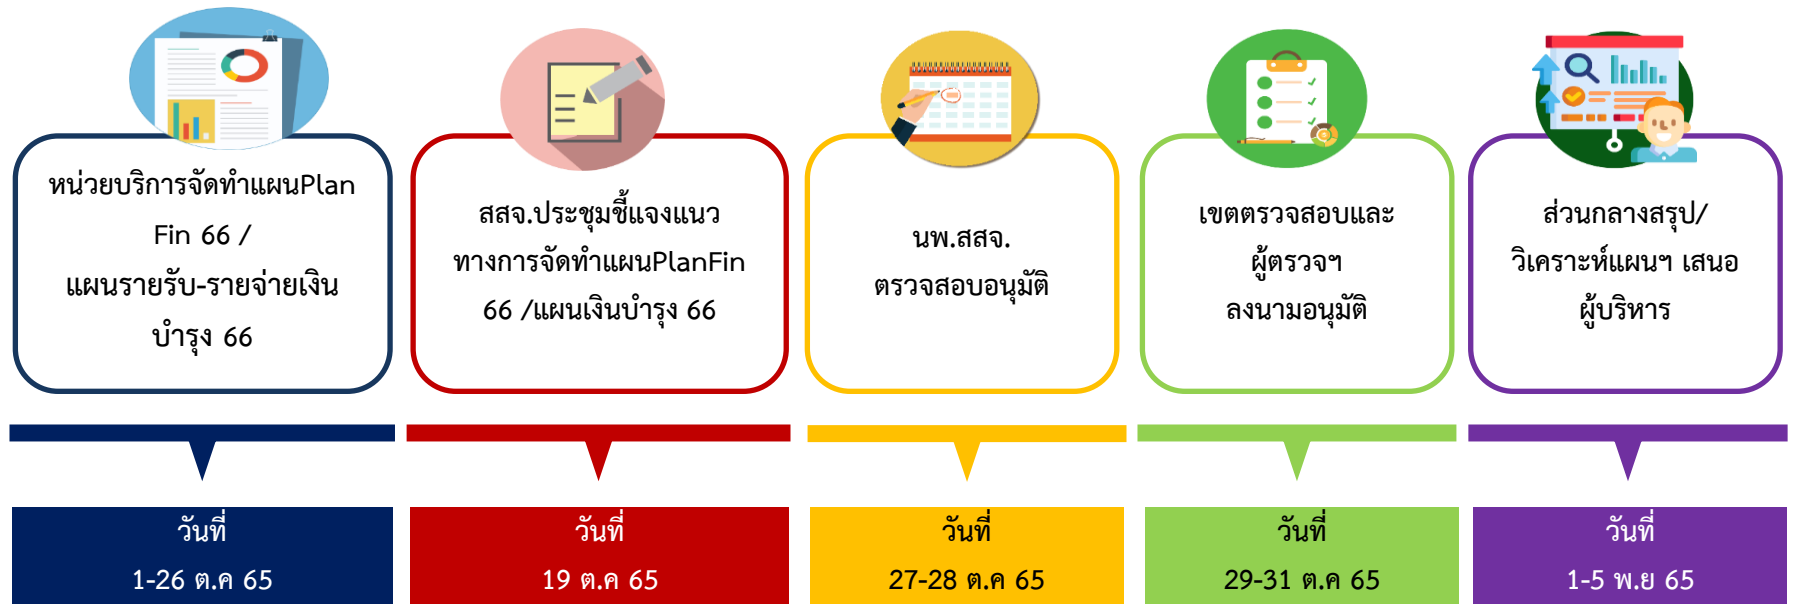 หน่วยบริการจัดทำแผนPlan
Fin 66 /
แผนรายรับ-รายจ่ายเงิน
บำรุง 66
สสจ.ประชุมชี้แจงแนว
ทางการจัดทำแผนPlanFin
66 /แผนเงินบำรุง 66
นพ.สสจ.
ตรวจสอบอนุมัติ
เขตตรวจสอบและ
ผู้ตรวจฯ
ลงนามอนุมัติ
ส่วนกลางสรุป/
วิเคราะห์แผนฯ เสนอ
ผู้บริหาร
วันที่
1-26 ต.ค 65
วันที่
19 ต.ค 65
วันที่
27-28 ต.ค 65
วันที่
29-31 ต.ค 65
วันที่
1-5 พ.ย 65